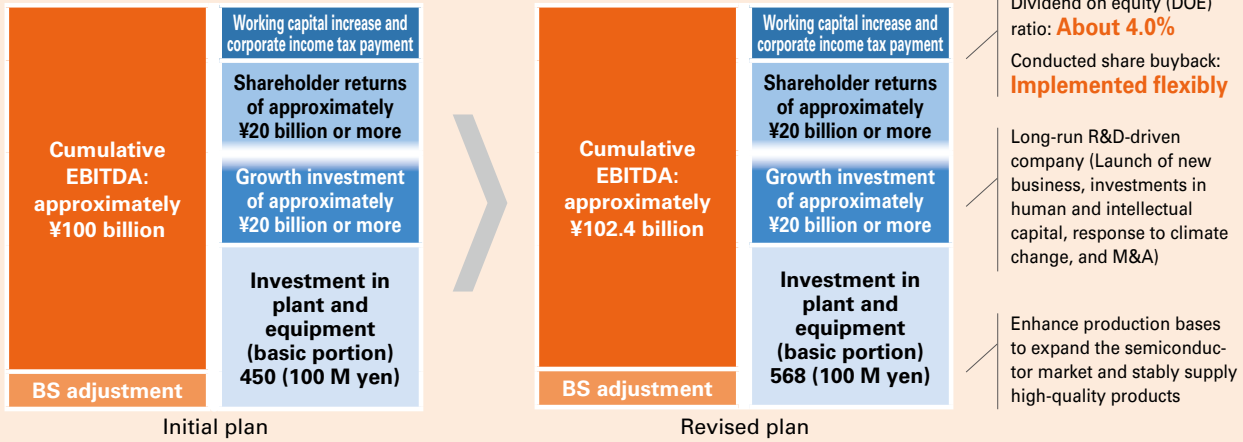 Cumulative
EBITDA:
approximately
¥100 billion
BS adjustment
Working capital increase and
corporate income tax payment
Shareholder returns
of approximately
¥20 billion or more
Growth investment
of approximately
¥20 billion or more
Investment in
plant and
equipment
(basic portion)
450 (100 M yen)
Initial plan
Cumulative
EBITDA:
approximately
¥102.4 billion
BS adjustment
Working capital increase and
corporate income tax payment
Shareholder returns
of approximately
¥20 billion or more
Growth investment
of approximately
¥20 billion or more
Investment in
plant and
equipment
(basic portion)
568 (100 M yen)
Revised plan
Dividend on equity (DOE)
ratio: About 4.0%
Conducted share buyback:
Implemented flexibly
Long-run R&D-driven
company (Launch of new
business, investments in
human and intellectual
capital, response to climate
change, and M&A)
Enhance production bases
to expand the semiconduc-
tor market and stably supply
high-quality products